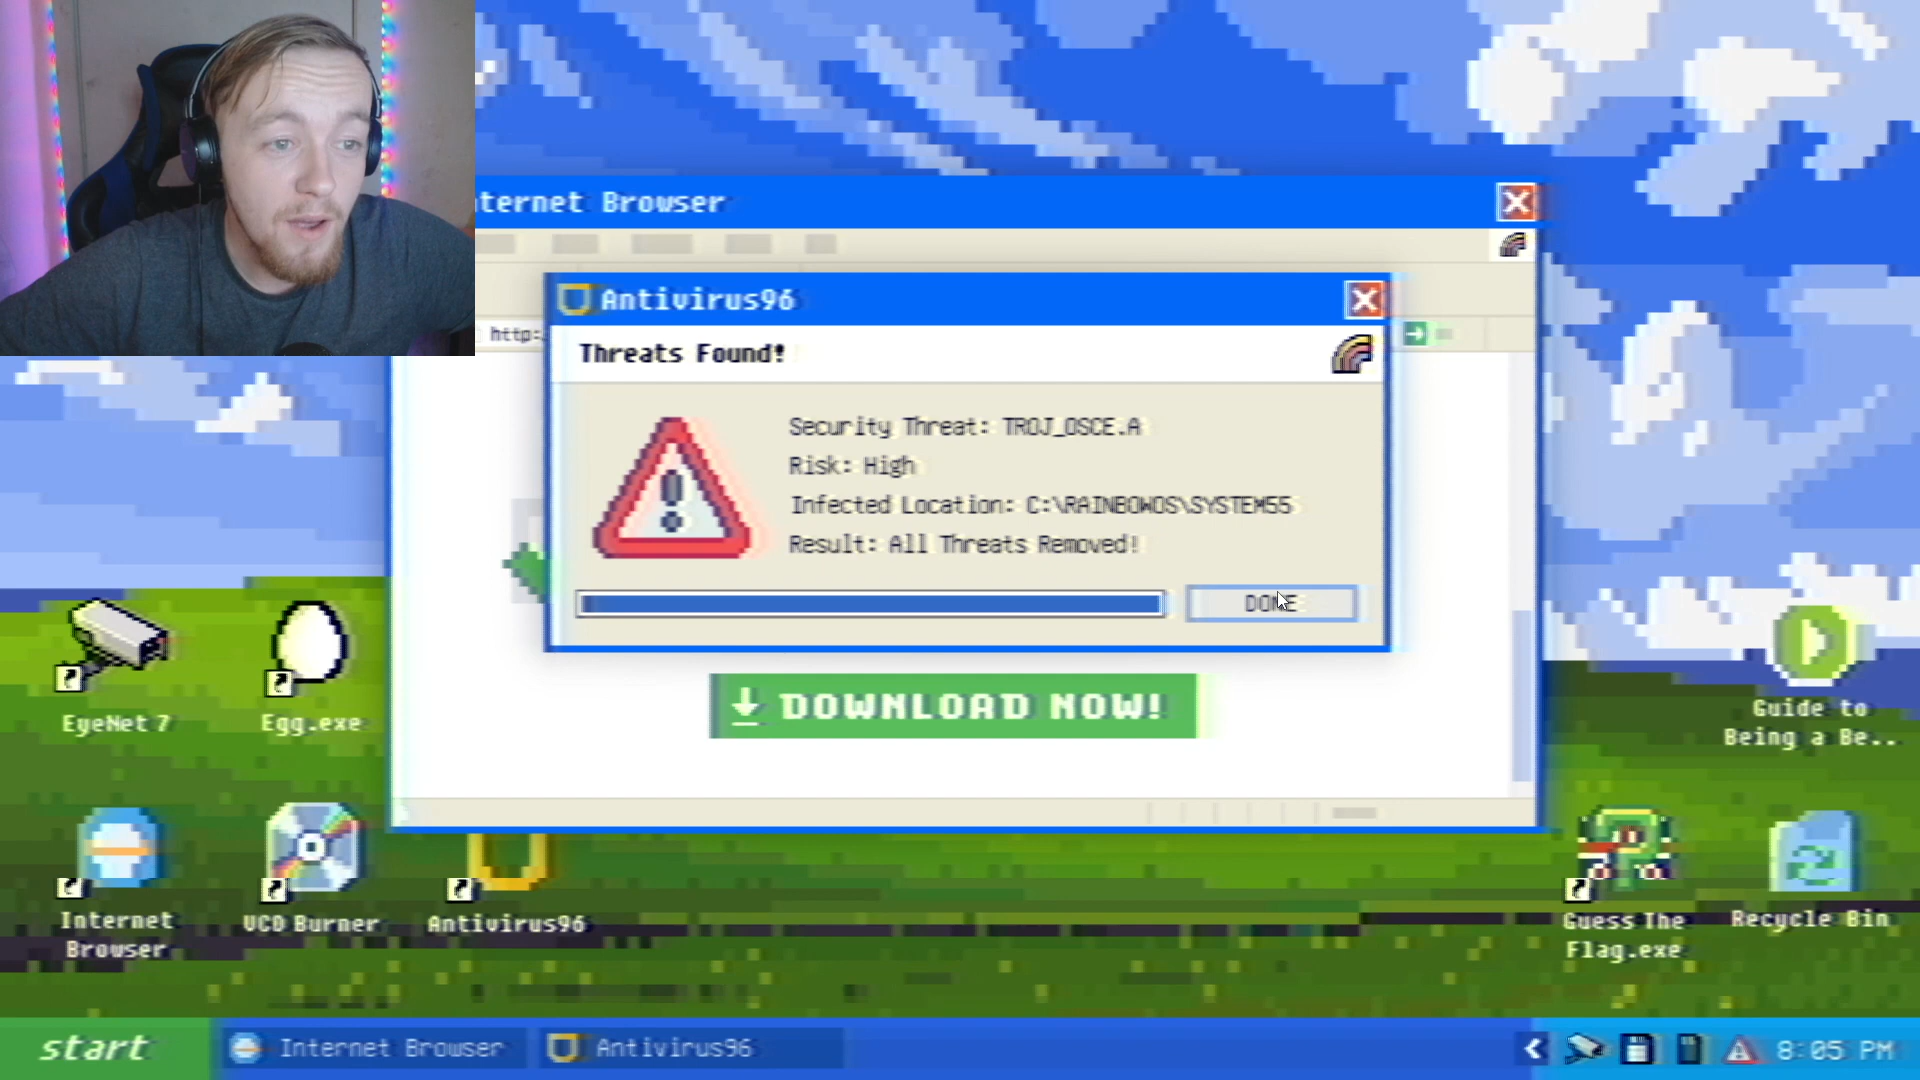 ternet Browser
http:
Antivirus96
Threats Found!
Security Threat: TROJ_OSCE.A
Risk: High
Infected Location: C:\RAINBOWOS\SYSTEM55
Result: All Threats Removed!
DONE
DOWNLOAD NOW!
EyeNet 7
Egg.exe
Guide to
Being a Be..
Internet
Browser
VCD Burner
Antivirus96
Guess The
Flag.exe
Recycle Bin
start
Internet Browser
Antivirus96
8:05 PM